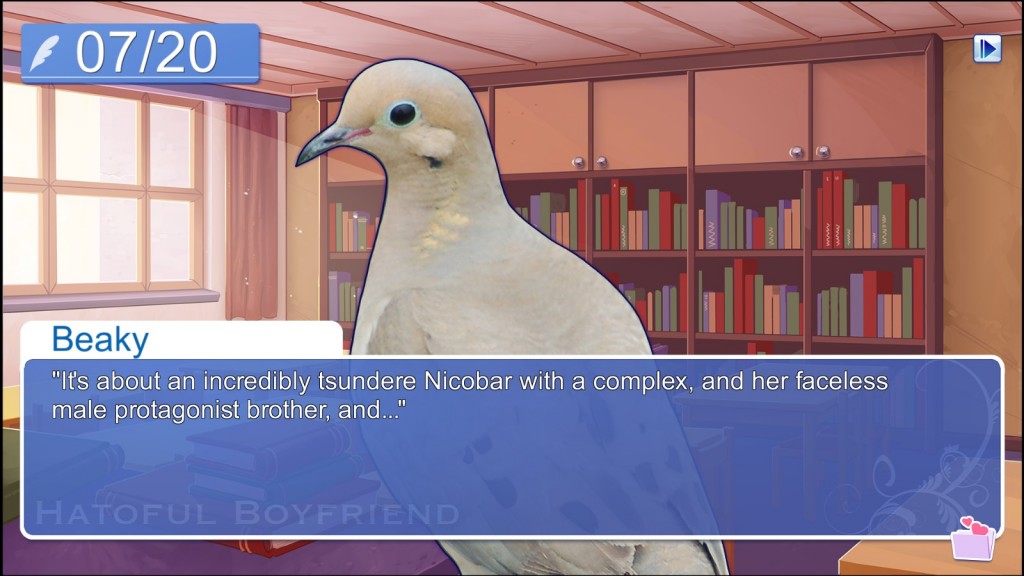 07/20
Beaky
"It's about an incredibly tsundere Nicobar with a complex, and her faceless
male protagonist brother, and..."
HATOFUL BOYFRIEND